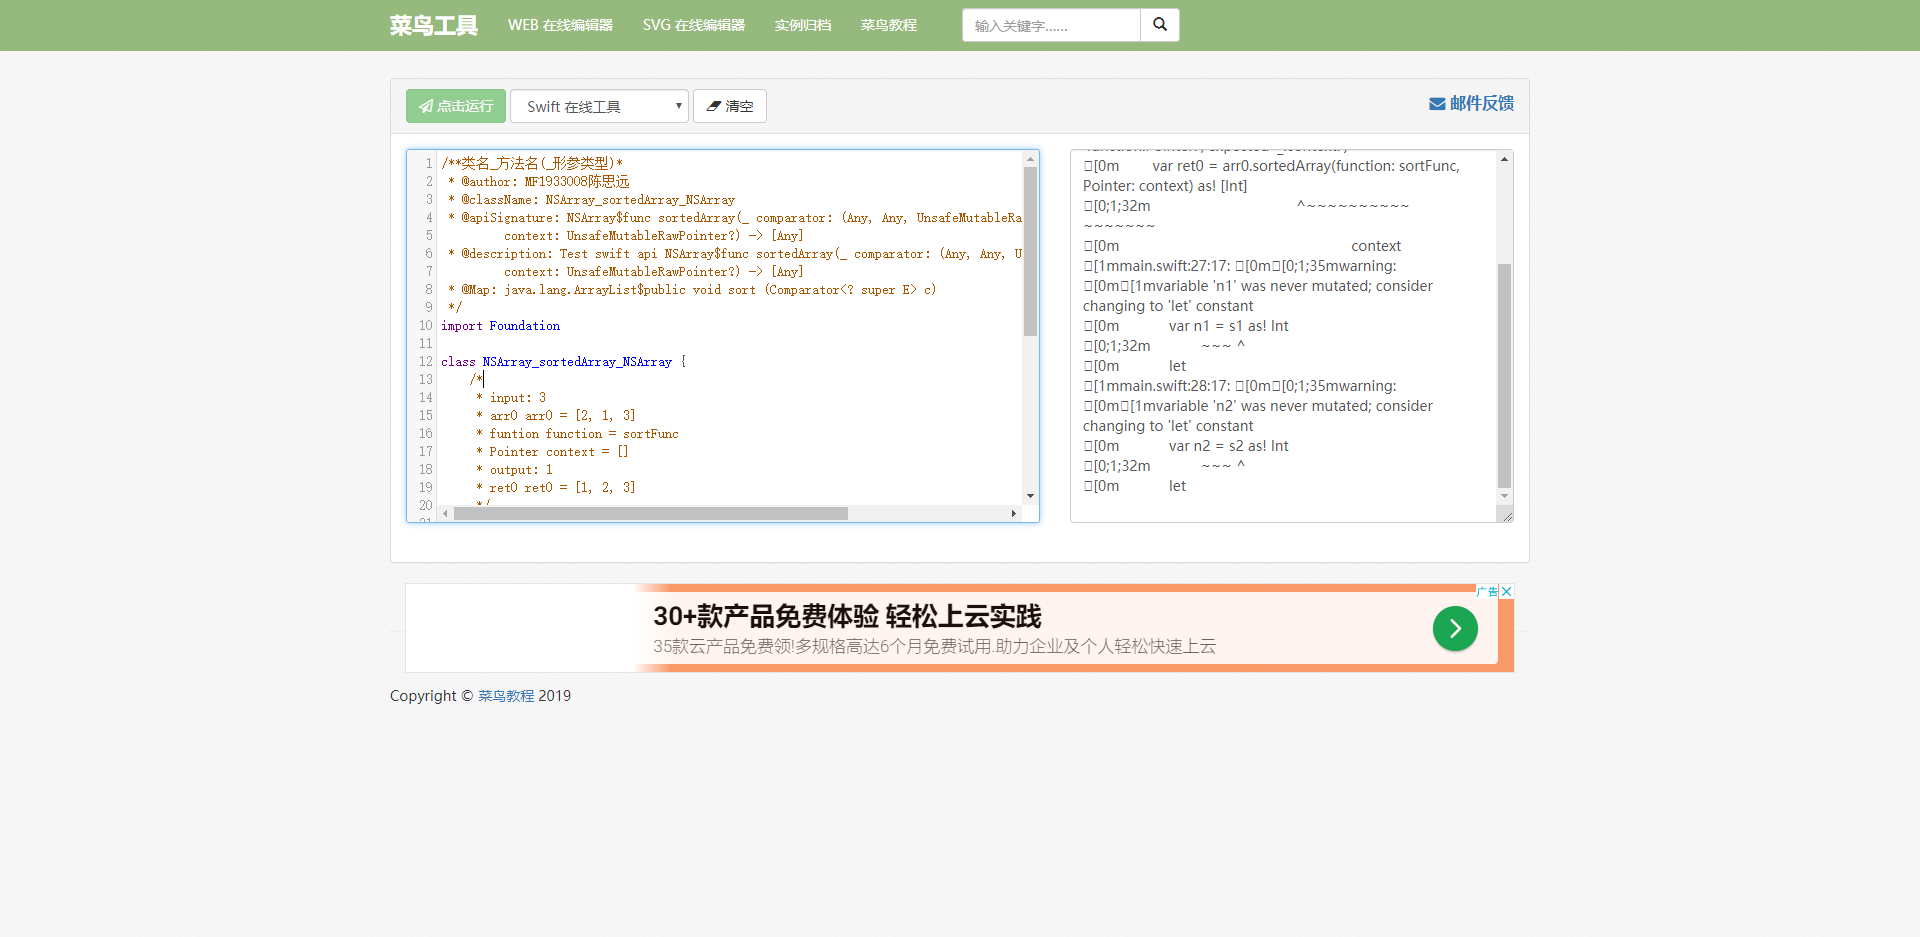 菜鸟工具 WEB 在线编辑器 SVG 在线编辑器 实例归档 菜鸟教程 输入关键字......
点击运行 Swift 在线工具 清空 邮件反馈
1 /**类名_方法名(_形参类型)*
2 * @author: MF1933008陈思远
3 * @className: NSArray_sortedArray_NSArray
4 * @apiSignature: NSArray$func sortedArray(_ comparator: (Any, Any, UnsafeMutableRa
5 context: UnsafeMutableRawPointer?) -> [Any]
6 * @description: Test swift api NSArray$func sortedArray(_ comparator: (Any, Any, U
7 context: UnsafeMutableRawPointer?) -> [Any]
8 * @Map: java.lang.ArrayList$public void sort (Comparator<? super E> c)
9 */
10 import Foundation
11
12 class NSArray_sortedArray_NSArray {
13 /*
14 * input: 3
15 * arr0 arr0 = [2, 1, 3]
16 * funtion function = sortFunc
17 * Pointer context = []
18 * output: 1
19 * ret0 ret0 = [1, 2, 3]
20 */
21
[0m var ret0 = arr0.sortedArray(function: sortFunc,
Pointer: context) as! [Int]
[0;1;32m ^~~~~~~~~~~
~~~~~~~
[0m context
[1mmain.swift:27:17: [0m[0;1;35mwarning:
[0m[1mvariable 'n1' was never mutated; consider
changing to 'let' constant
[0m var n1 = s1 as! Int
[0;1;32m ~~~ ^
[0m let
[1mmain.swift:28:17: [0m[0;1;35mwarning:
[0m[1mvariable 'n2' was never mutated; consider
changing to 'let' constant
[0m var n2 = s2 as! Int
[0;1;32m ~~~ ^
[0m let
广告
30+款产品免费体验 轻松上云实践
35款云产品免费领!多规格高达6个月免费试用.助力企业及个人轻松快速上云
Copyright © 菜鸟教程 2019